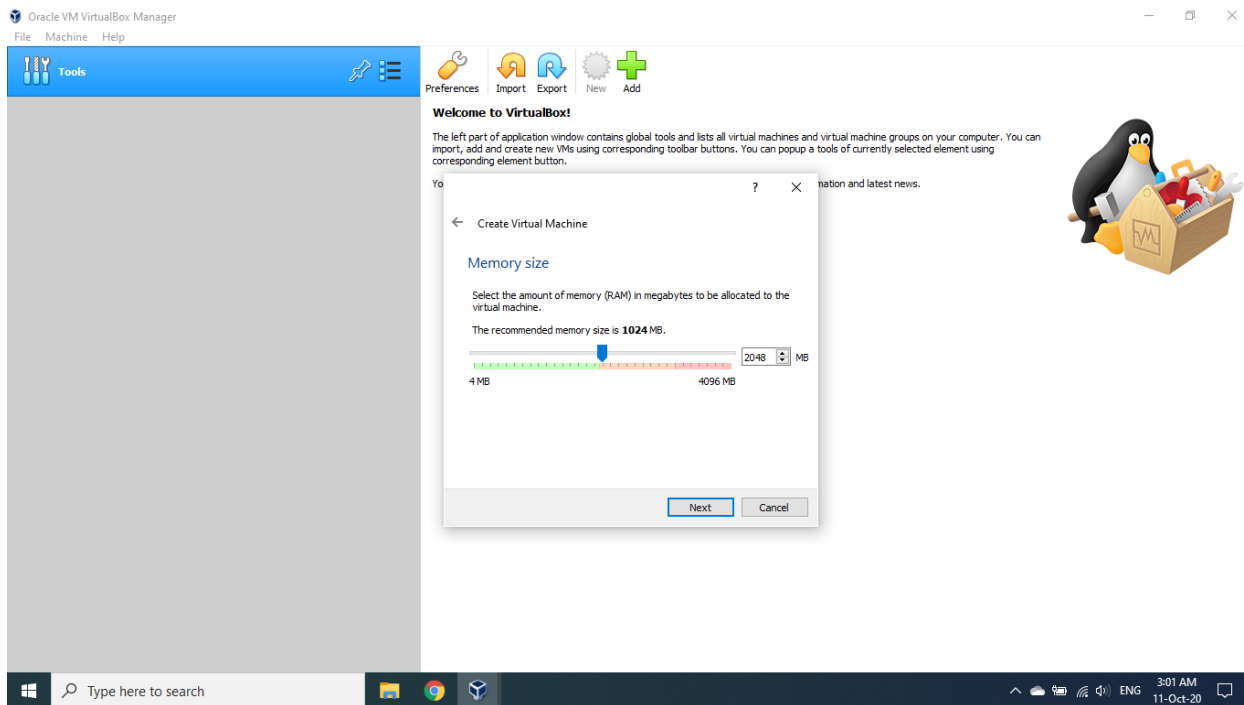 Oracle VM VirtualBox Manager
File Machine Help
Tools
Preferences Import Export New Add
Welcome to VirtualBox!
The left part of application window contains global tools and lists all virtual machines and virtual machine groups on your computer. You can
import, add and create new VMs using corresponding toolbar buttons. You can popup a tools of currently selected element using
corresponding element button.
Yo
mation and latest news.
?
Create Virtual Machine
Memory size
Select the amount of memory (RAM) in megabytes to be allocated to the
virtual machine.
The recommended memory size is 1024 MB.
2048 MB
4 MB 4096 MB
Next Cancel
Type here to search
ENG
3:01 AM
11-Oct-20